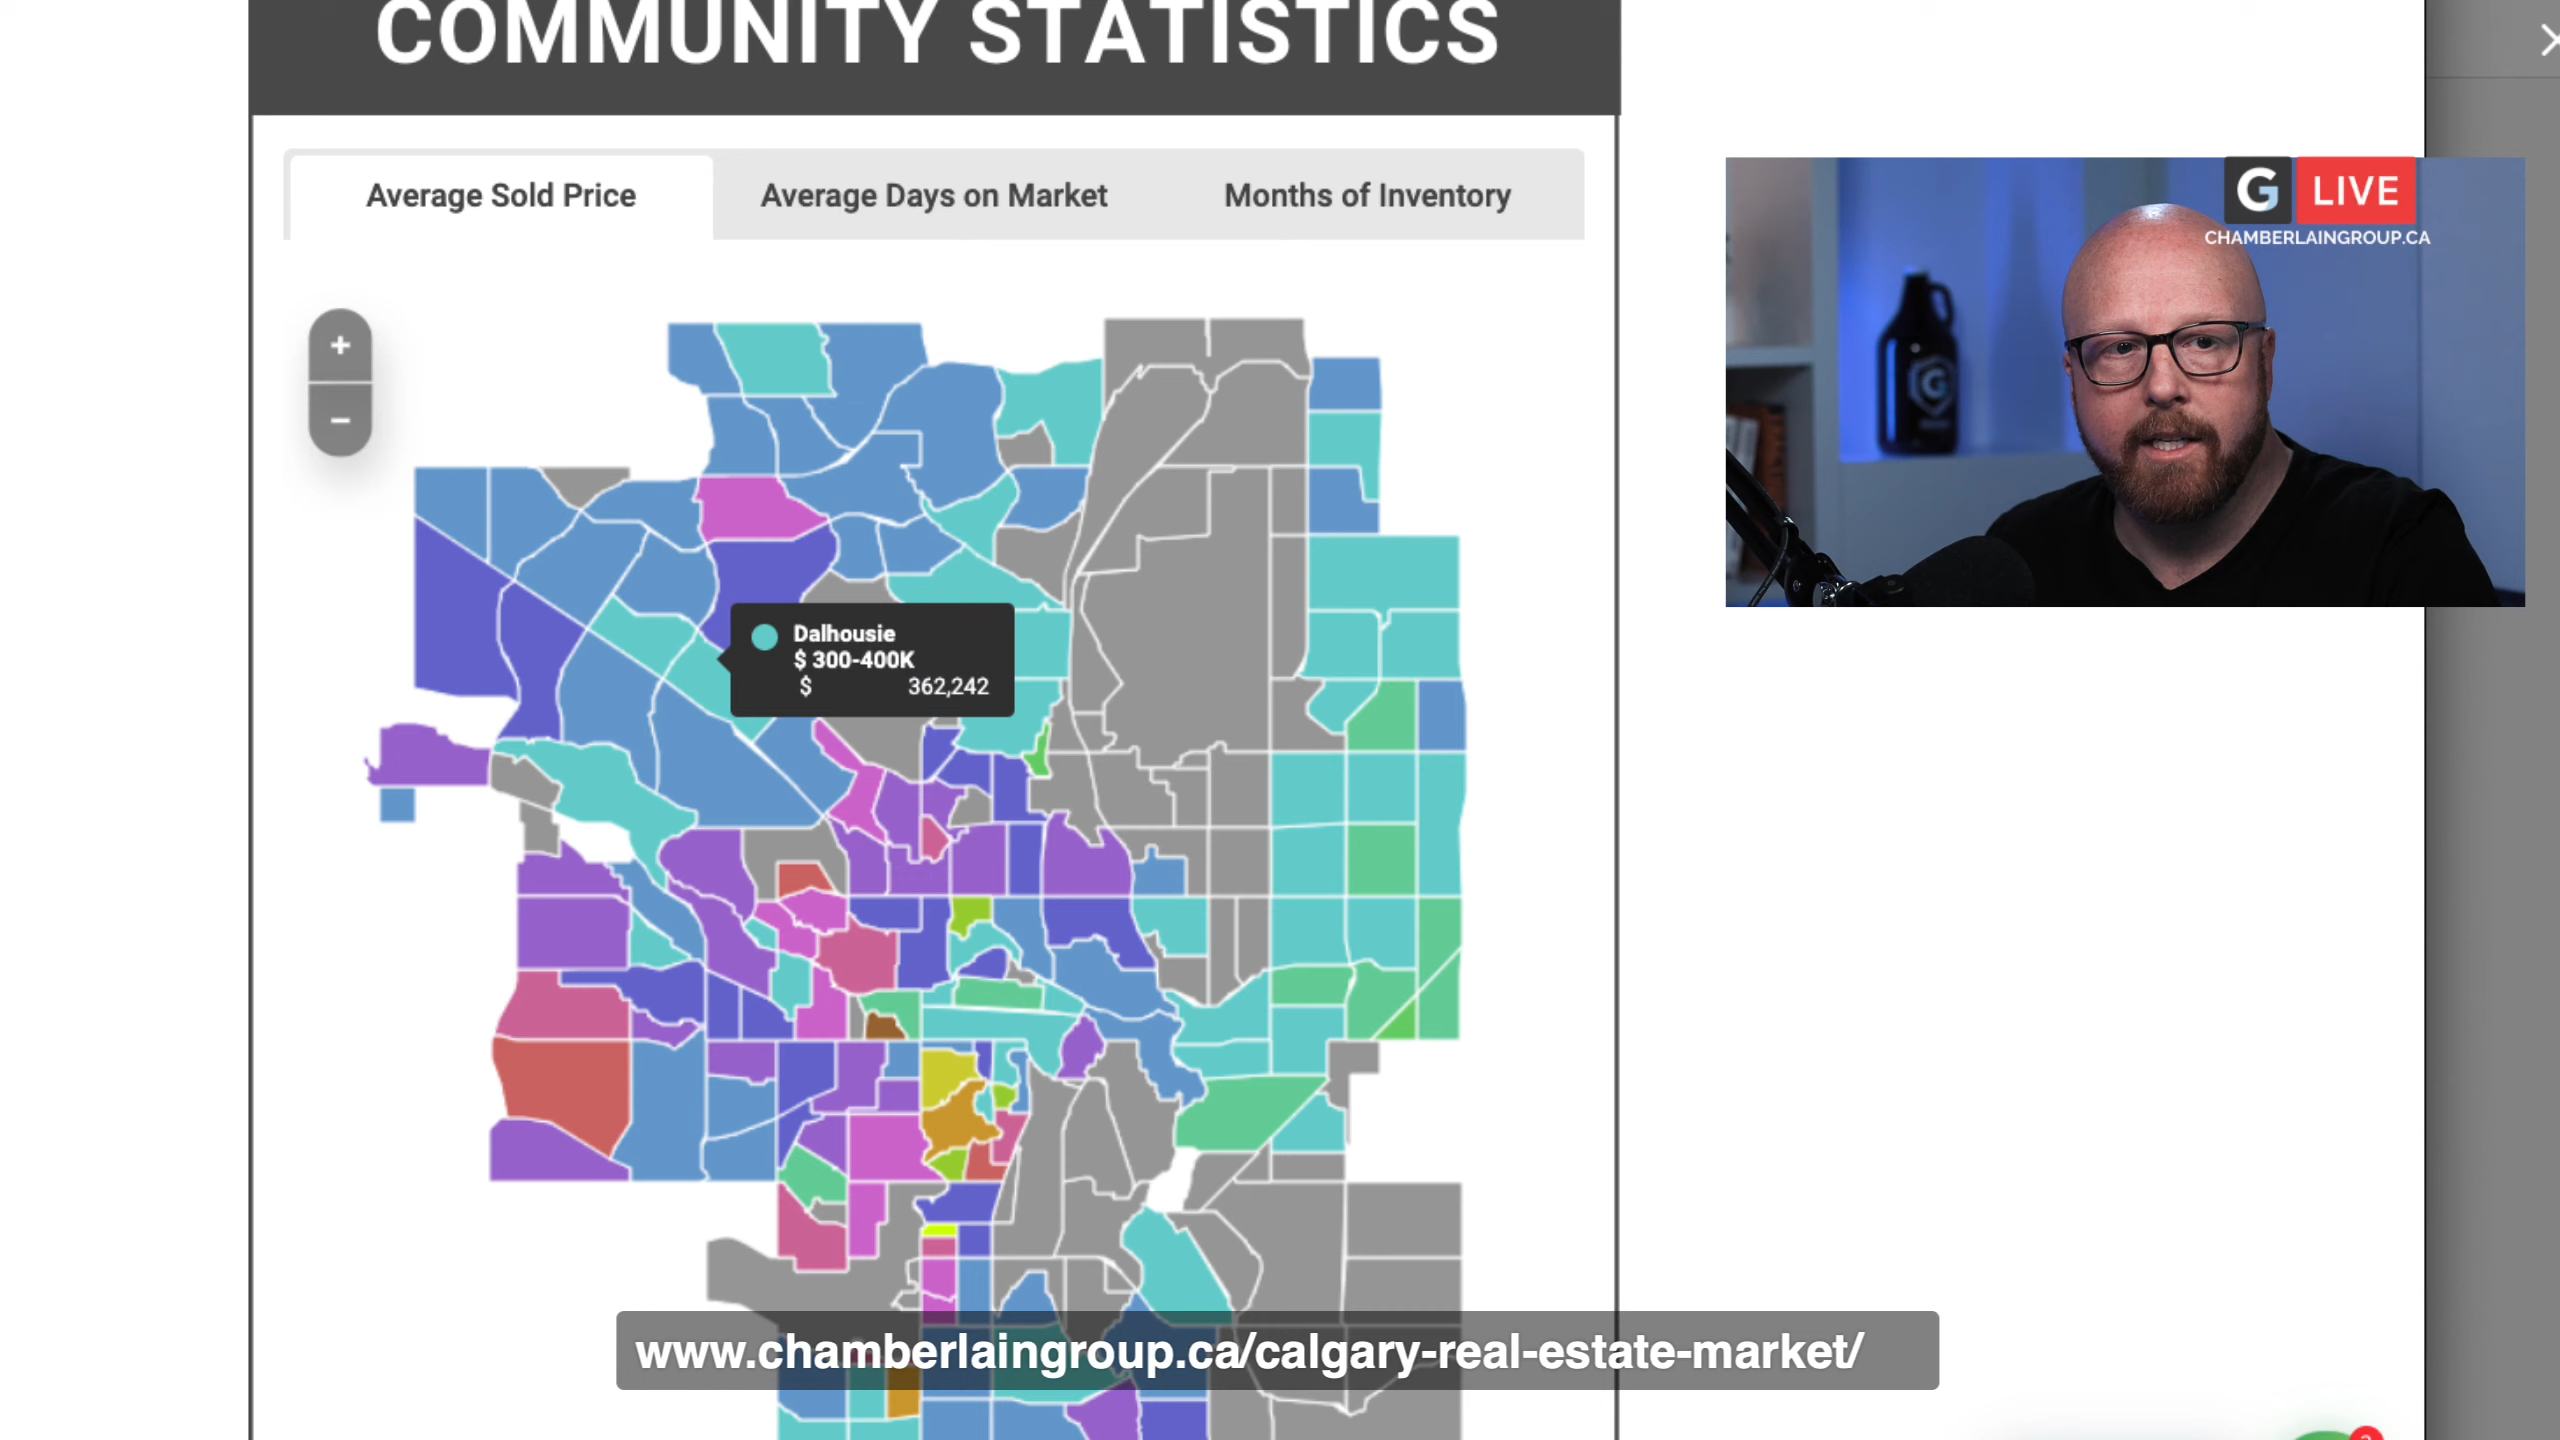 COMMUNITY STATISTICS
Average Sold Price
Average Days on Market
Months of Inventory
+
−
Dalhousie
$ 300-400K
$ 362,242
G LIVE
CHAMBERLAINGROUP.CA
G
www.chamberlaingroup.ca/calgary-real-estate-market/